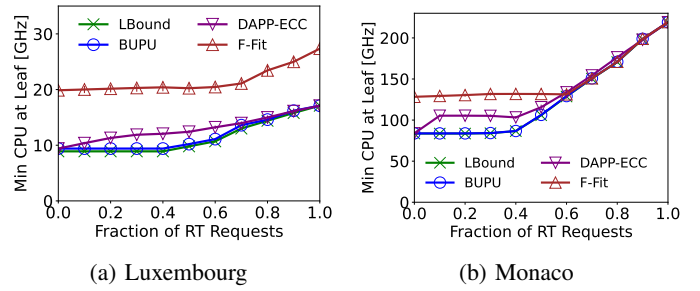 LBound
BUPU
DAPP-ECC
F-Fit
Min CPU at Leaf [GHz]
0
10
20
30
0.0 0.2 0.4 0.6 0.8 1.0
Fraction of RT Requests
(a) Luxembourg
Min CPU at Leaf [GHz]
0
50
100
150
200
LBound
BUPU
DAPP-ECC
F-Fit
0.0 0.2 0.4 0.6 0.8 1.0
Fraction of RT Requests
(b) Monaco